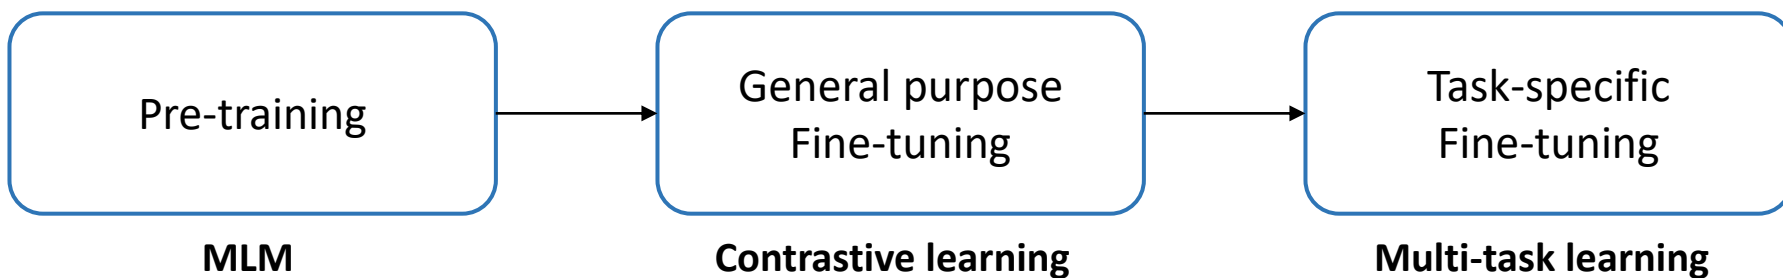 Pre-training
General purpose
Fine-tuning
Task-specific
Fine-tuning
MLM
Contrastive learning
Multi-task learning